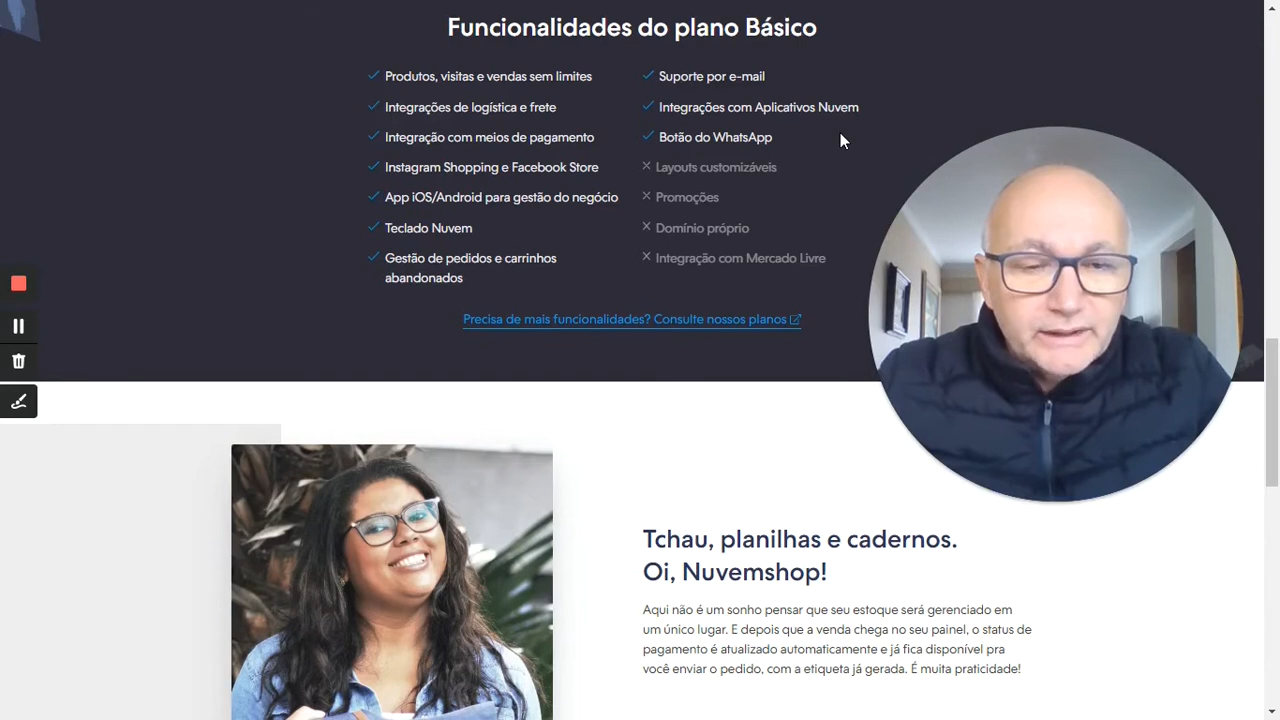 Funcionalidades do plano Básico
Produtos, visitas e vendas sem limites
Integrações de logística e frete
Integração com meios de pagamento
Instagram Shopping e Facebook Store
App iOS/Android para gestão do negócio
Teclado Nuvem
Gestão de pedidos e carrinhos
abandonados
Suporte por e-mail
Integrações com Aplicativos Nuvem
Botão do WhatsApp
Layouts customizáveis
Promoções
Domínio próprio
Integração com Mercado Livre
Precisa de mais funcionalidades? Consulte nossos planos
Tchau, planilhas e cadernos.
Oi, Nuvemshop!
Aqui não é um sonho pensar que seu estoque será gerenciado em
um único lugar. E depois que a venda chega no seu painel, o status de
pagamento é atualizado automaticamente e já fica disponível pra
você enviar o pedido, com a etiqueta já gerada. É muita praticidade!